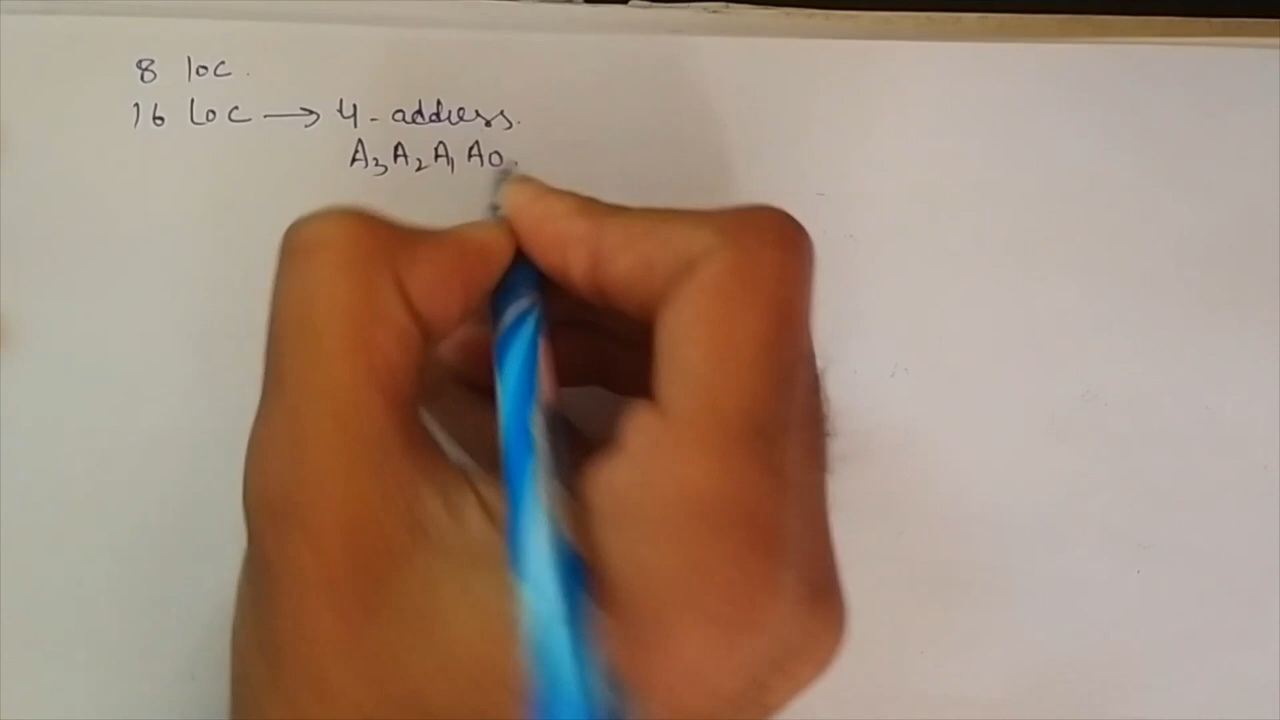 8 loc.
16 Loc → 4 - address.
A₃ A₂ A₁ A0.